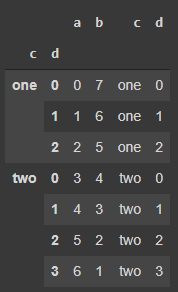 a b c d
c d
one 0 0 7 one 0
1 1 6 one 1
2 2 5 one 2
two 0 3 4 two 0
1 4 3 two 1
2 5 2 two 2
3 6 1 two 3